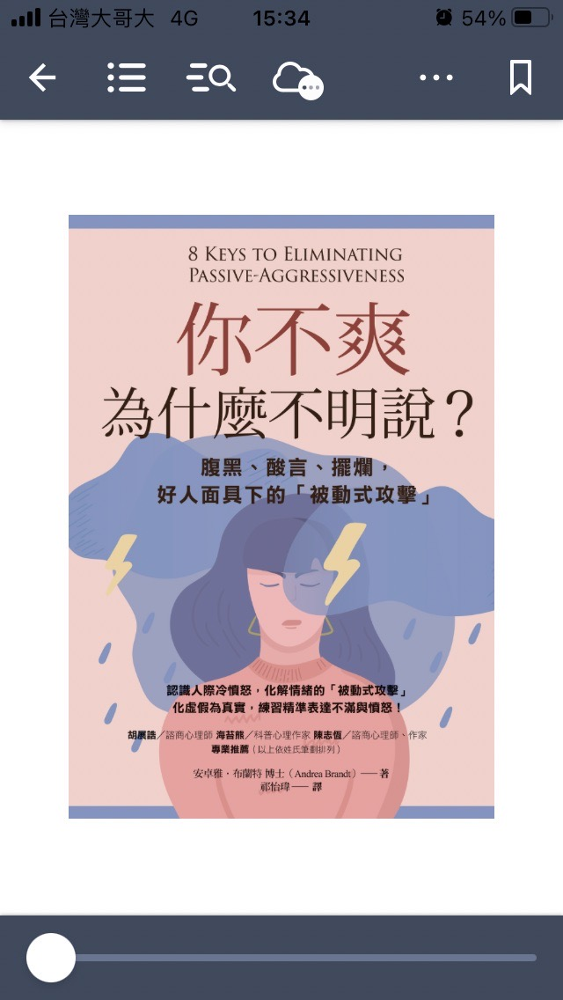 台灣大哥大 4G 15:34 54%
8 KEYS TO ELIMINATING
PASSIVE-AGGRESSIVENESS
你不爽
為什麼不明說？
腹黑、酸言、擺爛，
好人面具下的「被動式攻擊」
認識人際冷憤怒，化解情緒的「被動式攻擊」
化虛假為真實，練習精準表達不滿與憤怒！
胡展誥／諮商心理師 海苔熊／科普心理作家 陳志恆／諮商心理師、作家
專業推薦（以上依姓氏筆劃排列）
安卓雅・布蘭特 博士（Andrea Brandt）── 著
祁怡瑋── 譯